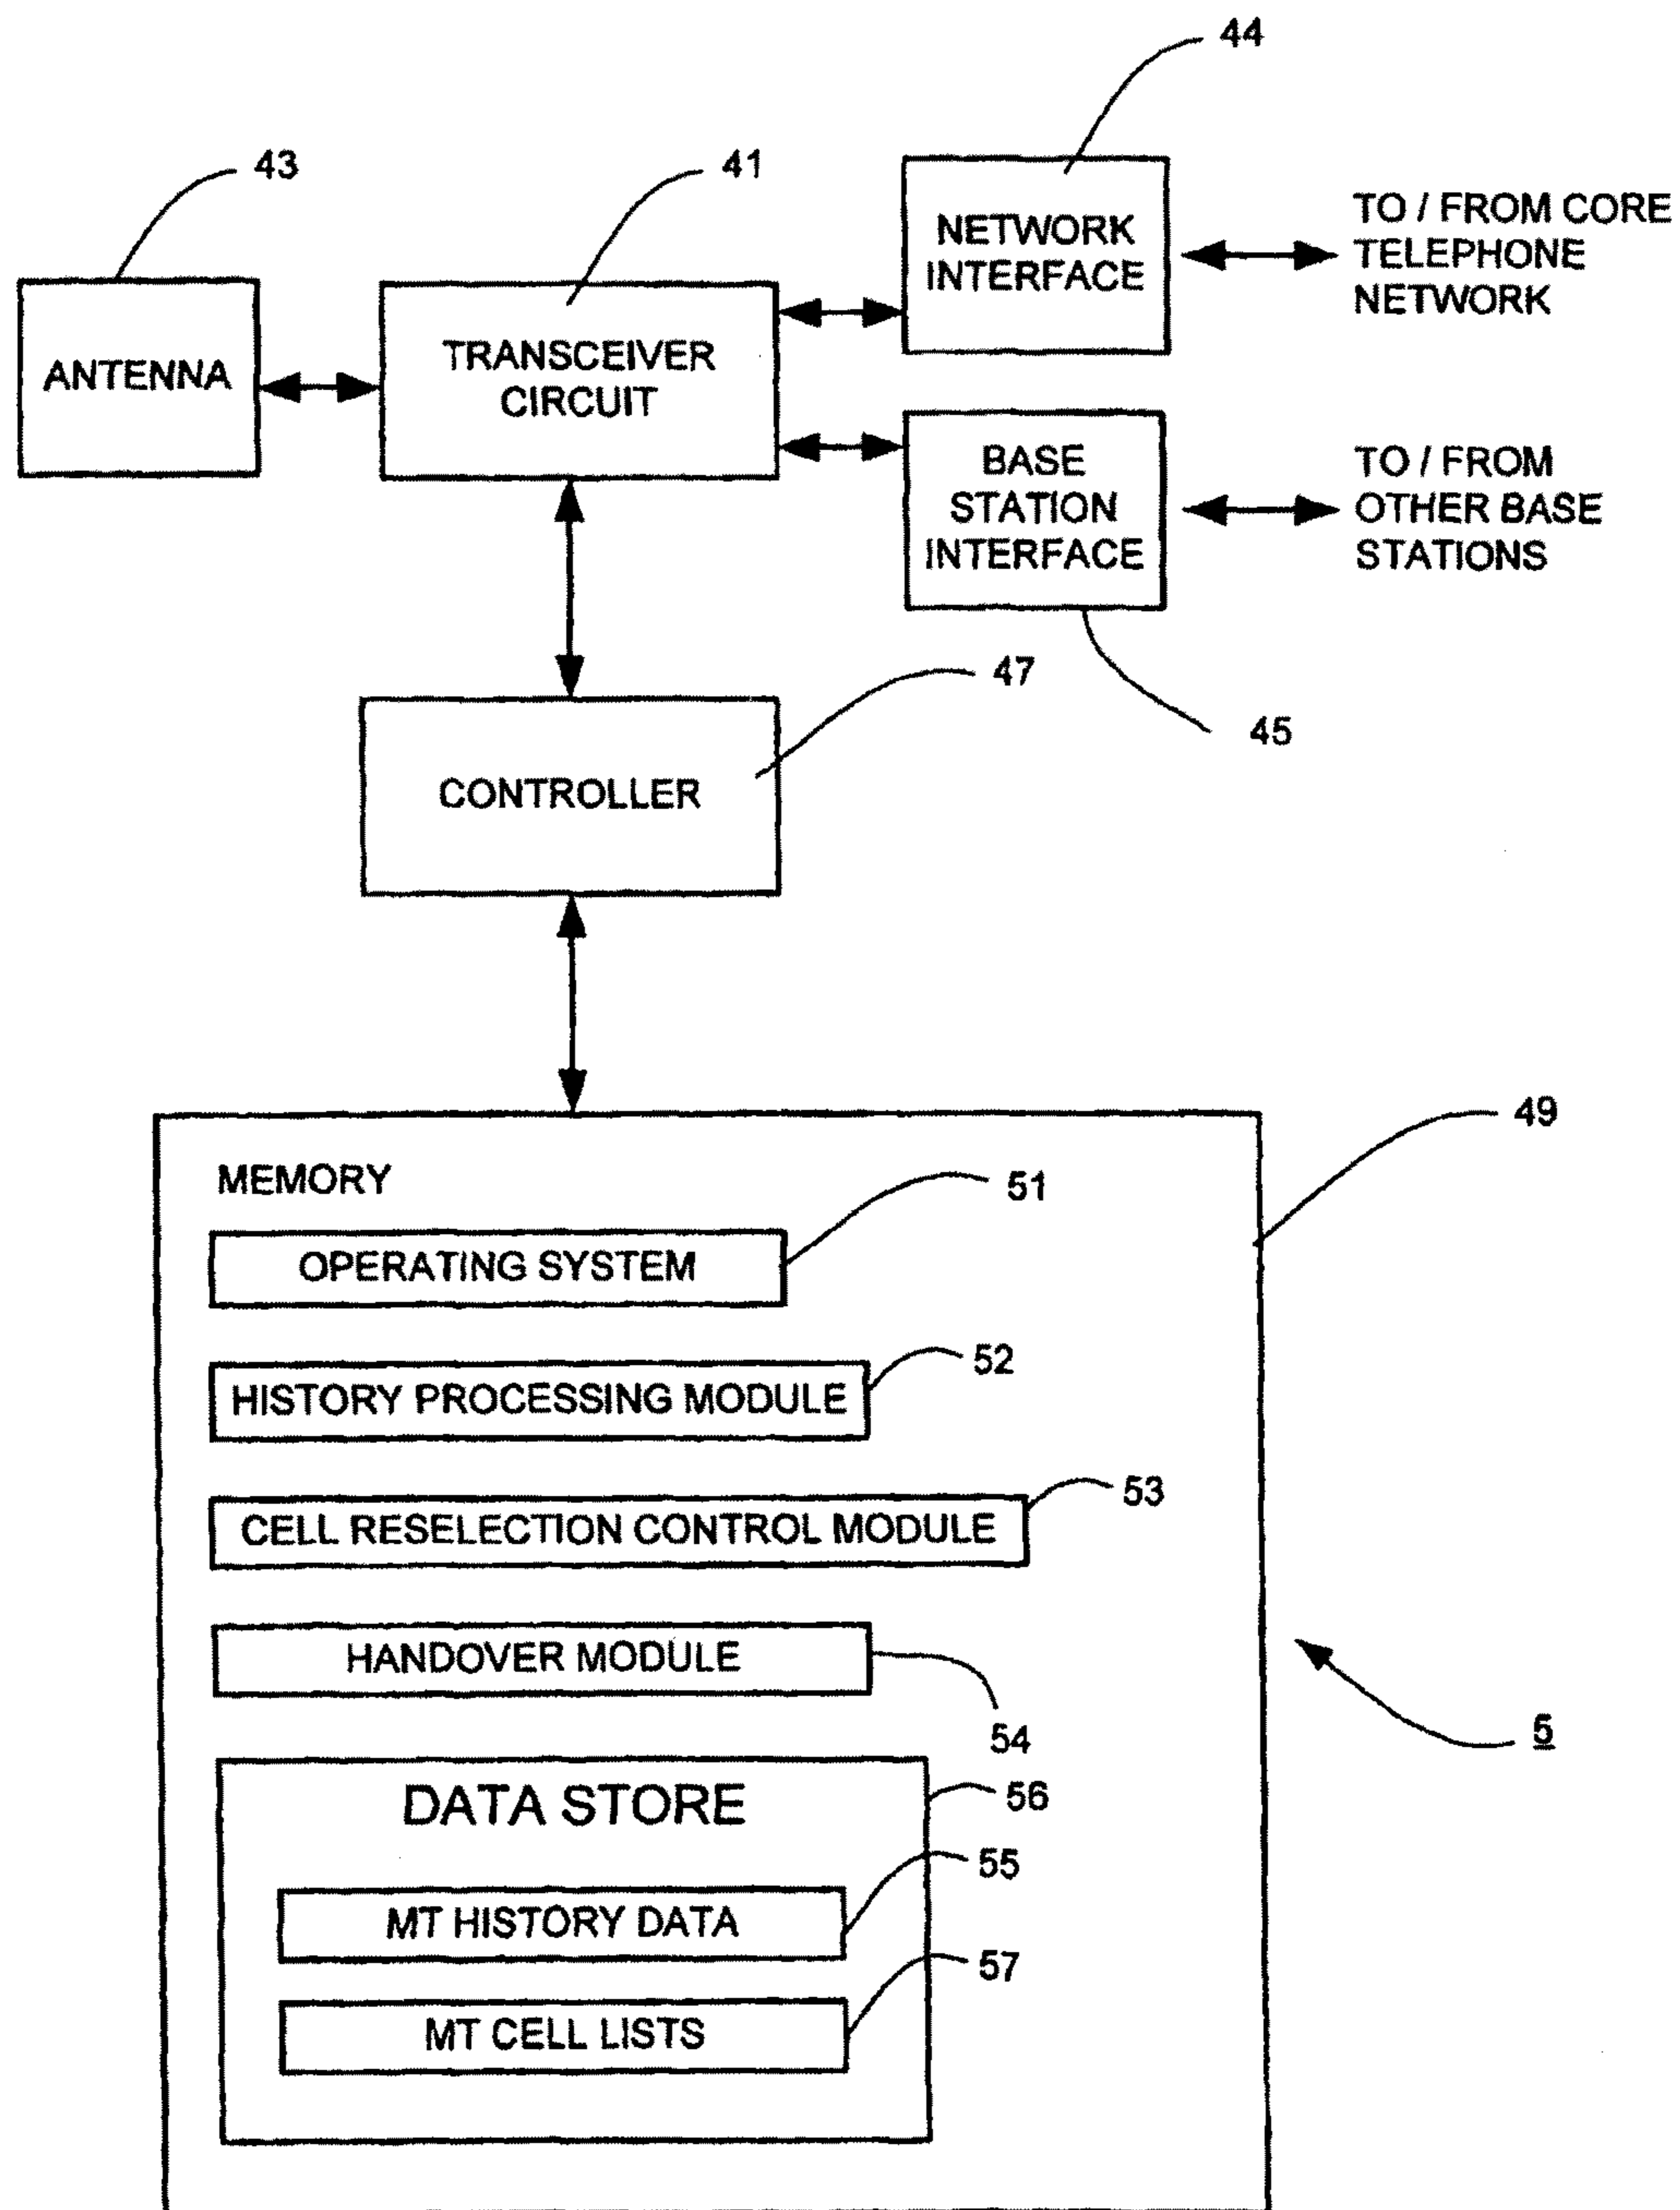 44
43
41
NETWORK
INTERFACE
TO / FROM CORE
TELEPHONE
NETWORK
ANTENNA
TRANSCEIVER
CIRCUIT
BASE
STATION
INTERFACE
TO / FROM
OTHER BASE
STATIONS
47
45
CONTROLLER
49
MEMORY
51
OPERATING SYSTEM
52
HISTORY PROCESSING MODULE
53
CELL RESELECTION CONTROL MODULE
HANDOVER MODULE
54
5
DATA STORE
56
55
MT HISTORY DATA
57
MT CELL LISTS